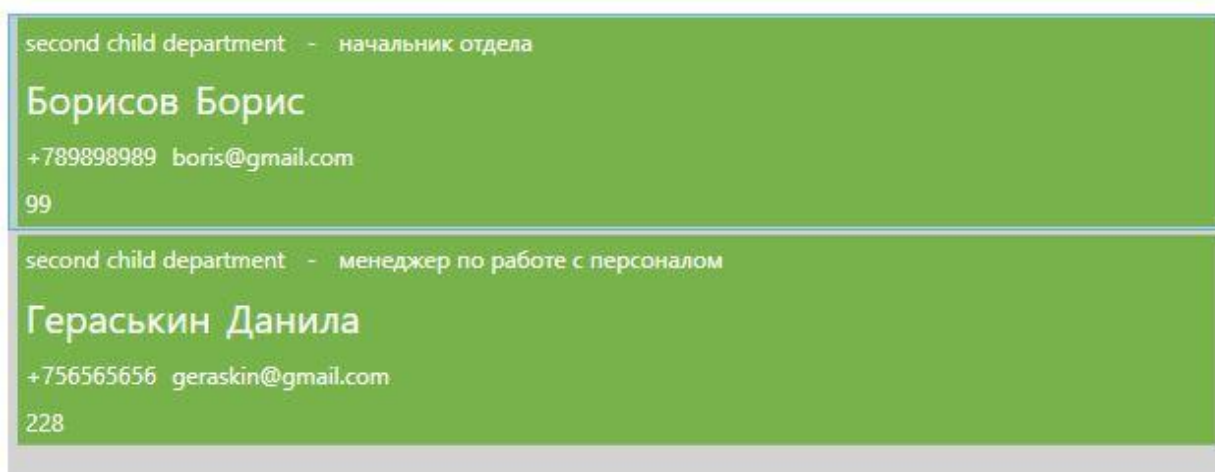 second child department - начальник отдела
Борисов Борис
+789898989 boris@gmail.com
99
second child department - менеджер по работе с персоналом
Гераськин Данила
+756565656 geraskin@gmail.com
228